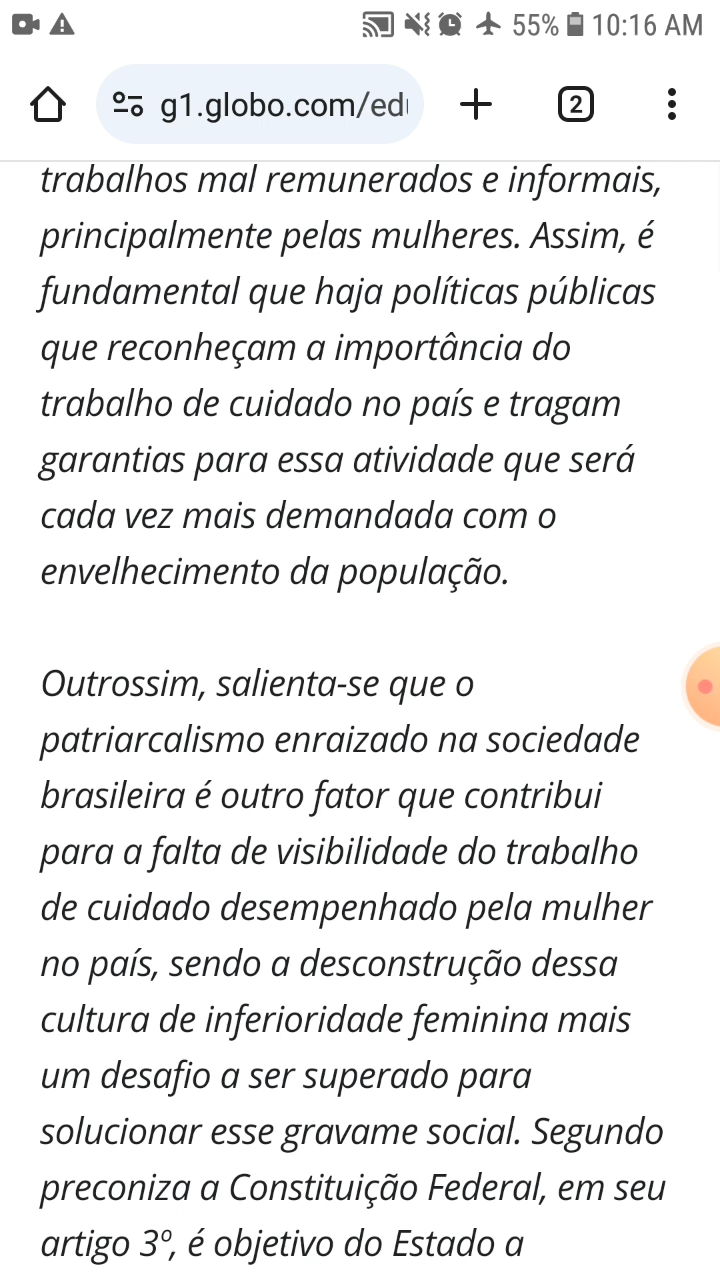 55% 10:16 AM
g1.globo.com/edu 2
trabalhos mal remunerados e informais,
principalmente pelas mulheres. Assim, é
fundamental que haja políticas públicas
que reconheçam a importância do
trabalho de cuidado no país e tragam
garantias para essa atividade que será
cada vez mais demandada com o
envelhecimento da população.
Outrossim, salienta-se que o
patriarcalismo enraizado na sociedade
brasileira é outro fator que contribui
para a falta de visibilidade do trabalho
de cuidado desempenhado pela mulher
no país, sendo a desconstrução dessa
cultura de inferioridade feminina mais
um desafio a ser superado para
solucionar esse gravame social. Segundo
preconiza a Constituição Federal, em seu
artigo 3º, é objetivo do Estado a